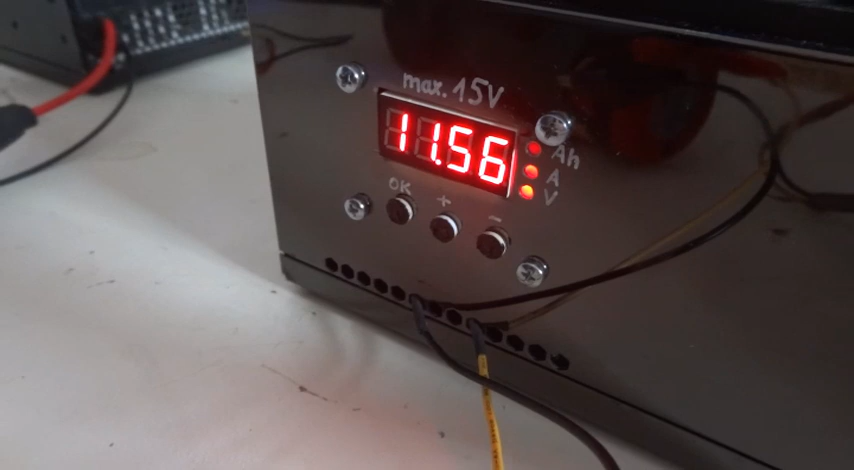 max. 15V
11.56
Ah
A
V
OK + -